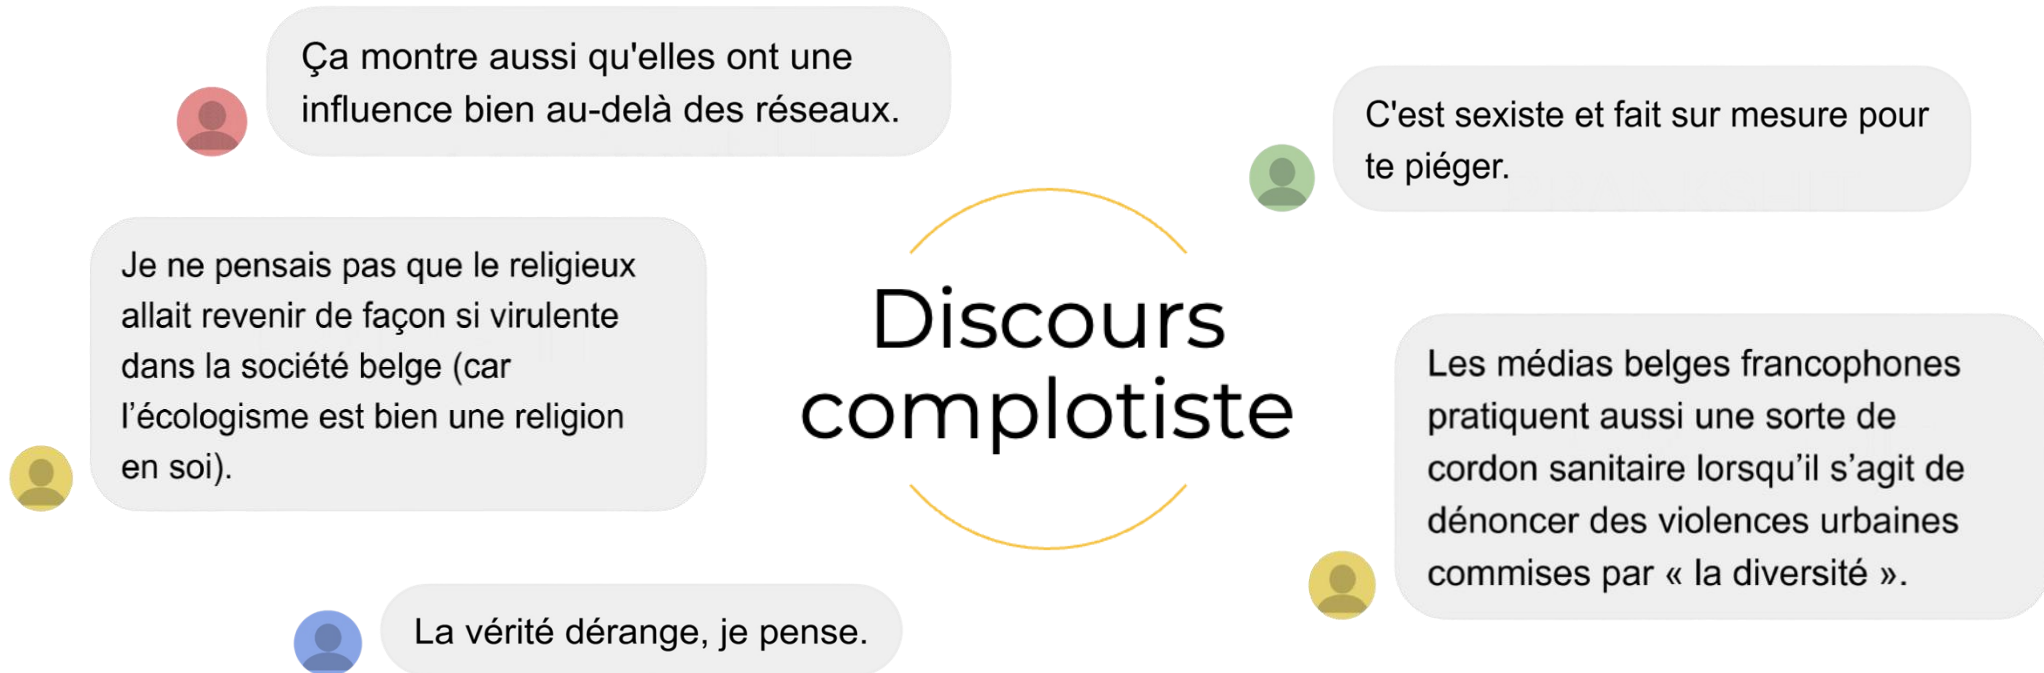 Ça montre aussi qu'elles ont une
influence bien au-delà des réseaux.
C'est sexiste et fait sur mesure pour
te piéger.
Je ne pensais pas que le religieux
allait revenir de façon si virulente
dans la société belge (car
l’écologisme est bien une religion
en soi).
Discours
complotiste
Les médias belges francophones
pratiquent aussi une sorte de
cordon sanitaire lorsqu’il s’agit de
dénoncer des violences urbaines
commises par « la diversité ».
La vérité dérange, je pense.